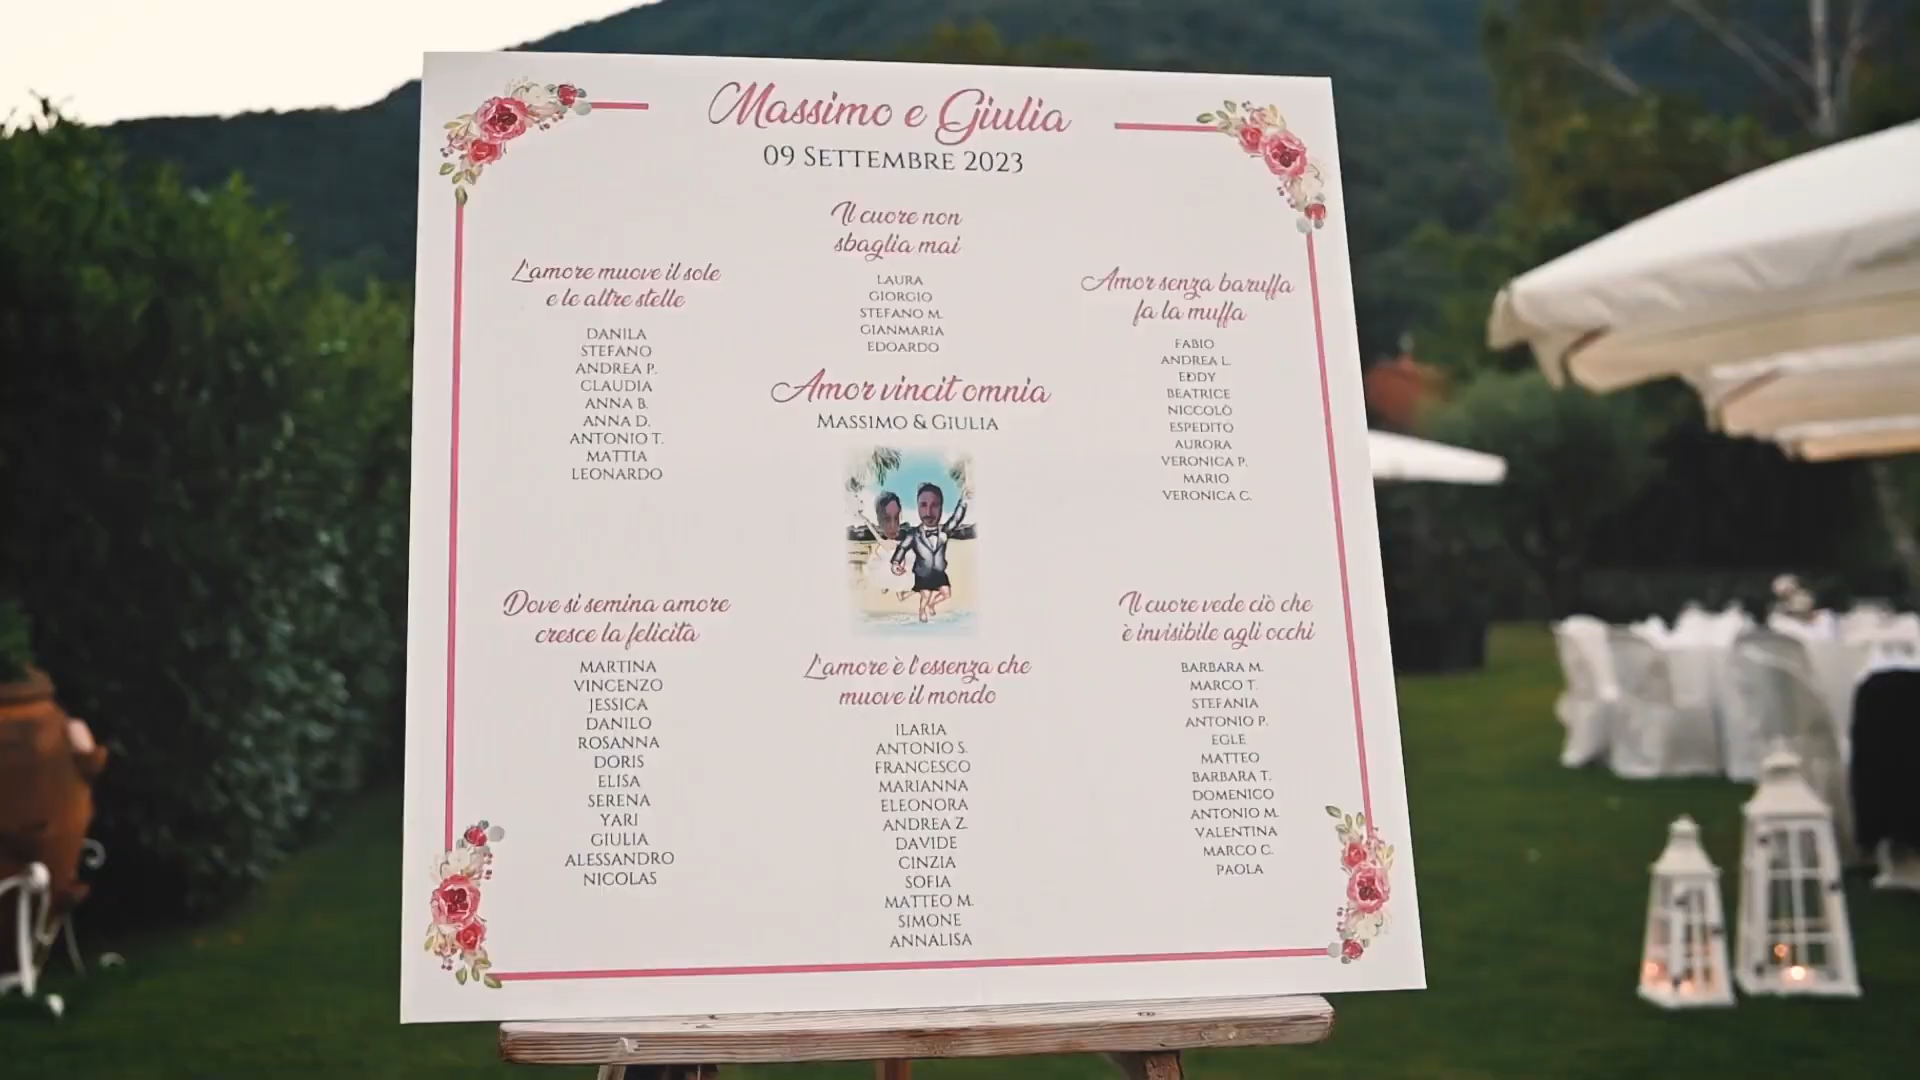 Massimo e Giulia
09 SETTEMBRE 2023
L'amore muove il sole
e le altre stelle
DANILA
STEFANO
ANDREA P.
CLAUDIA
ANNA B.
ANNA D.
ANTONIO T.
MATTIA
LEONARDO
Il cuore non
sbaglia mai
LAURA
GIORGIO
STEFANO M.
GIANMARIA
EDOARDO
Amor senza baruffa
fa la muffa
FABIO
ANDREA L.
EDDY
BEATRICE
NICCOLÒ
ESPEDITO
AURORA
VERONICA P.
MARIO
VERONICA C.
Amor vincit omnia
MASSIMO & GIULIA
Dove si semina amore
cresce la felicità
MARTINA
VINCENZO
JESSICA
DANILO
ROSANNA
DORIS
ELISA
SERENA
YARI
GIULIA
ALESSANDRO
NICOLAS
L'amore è l'essenza che
muove il mondo
ILARIA
ANTONIO S.
FRANCESCO
MARIANNA
ELEONORA
ANDREA Z.
DAVIDE
CINZIA
SOFIA
MATTEO M.
SIMONE
ANNALISA
Il cuore vede ciò che
è invisibile agli occhi
BARBARA M.
MARCO T.
STEFANIA
ANTONIO P.
EGLE
MATTEO
BARBARA T.
DOMENICO
ANTONIO M.
VALENTINA
MARCO C.
PAOLA